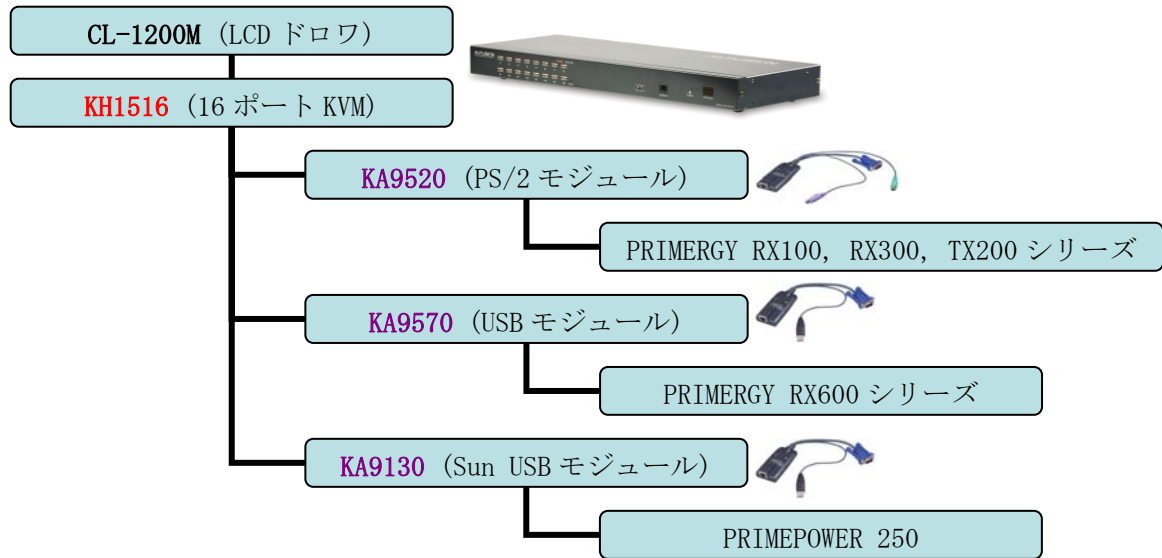 CL-1200M (LCD ドロワ)
KH1516 (16 ポート KVM)
KA9520 (PS/2 モジュール)
PRIMERGY RX100, RX300, TX200 シリーズ
KA9570 (USB モジュール)
PRIMERGY RX600 シリーズ
KA9130 (Sun USB モジュール)
PRIMEPOWER 250